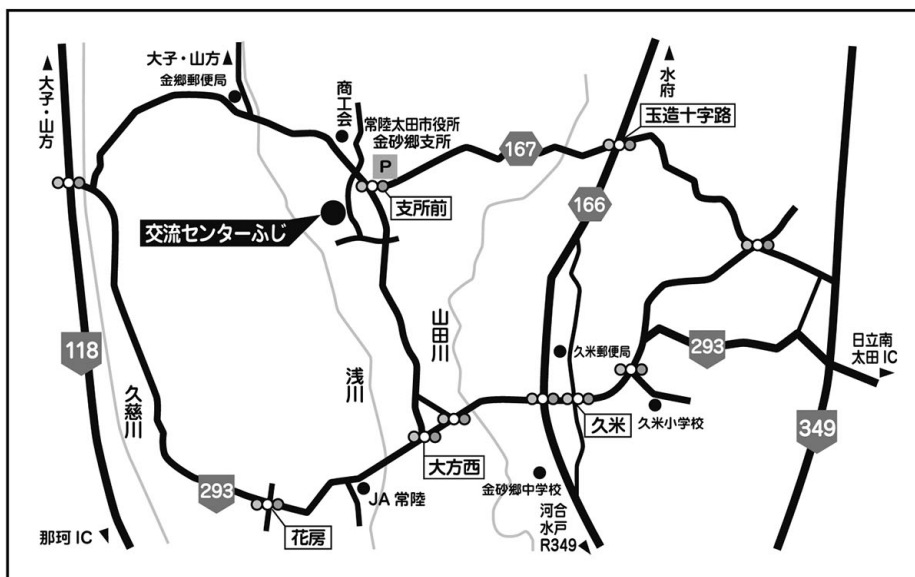 大子・山方
大子・山方
金郷郵便局
商工会
常陸太田市役所
金砂郷支所
P
167
水府
玉造十字路
支所前
166
交流センターふじ
118
久慈川
浅川
山田川
久米郵便局
293
日立南
太田IC
久米
久米小学校
349
大方西
293
JA常陸
金砂郷中学校
花房
那珂IC
河合
水戸
R349